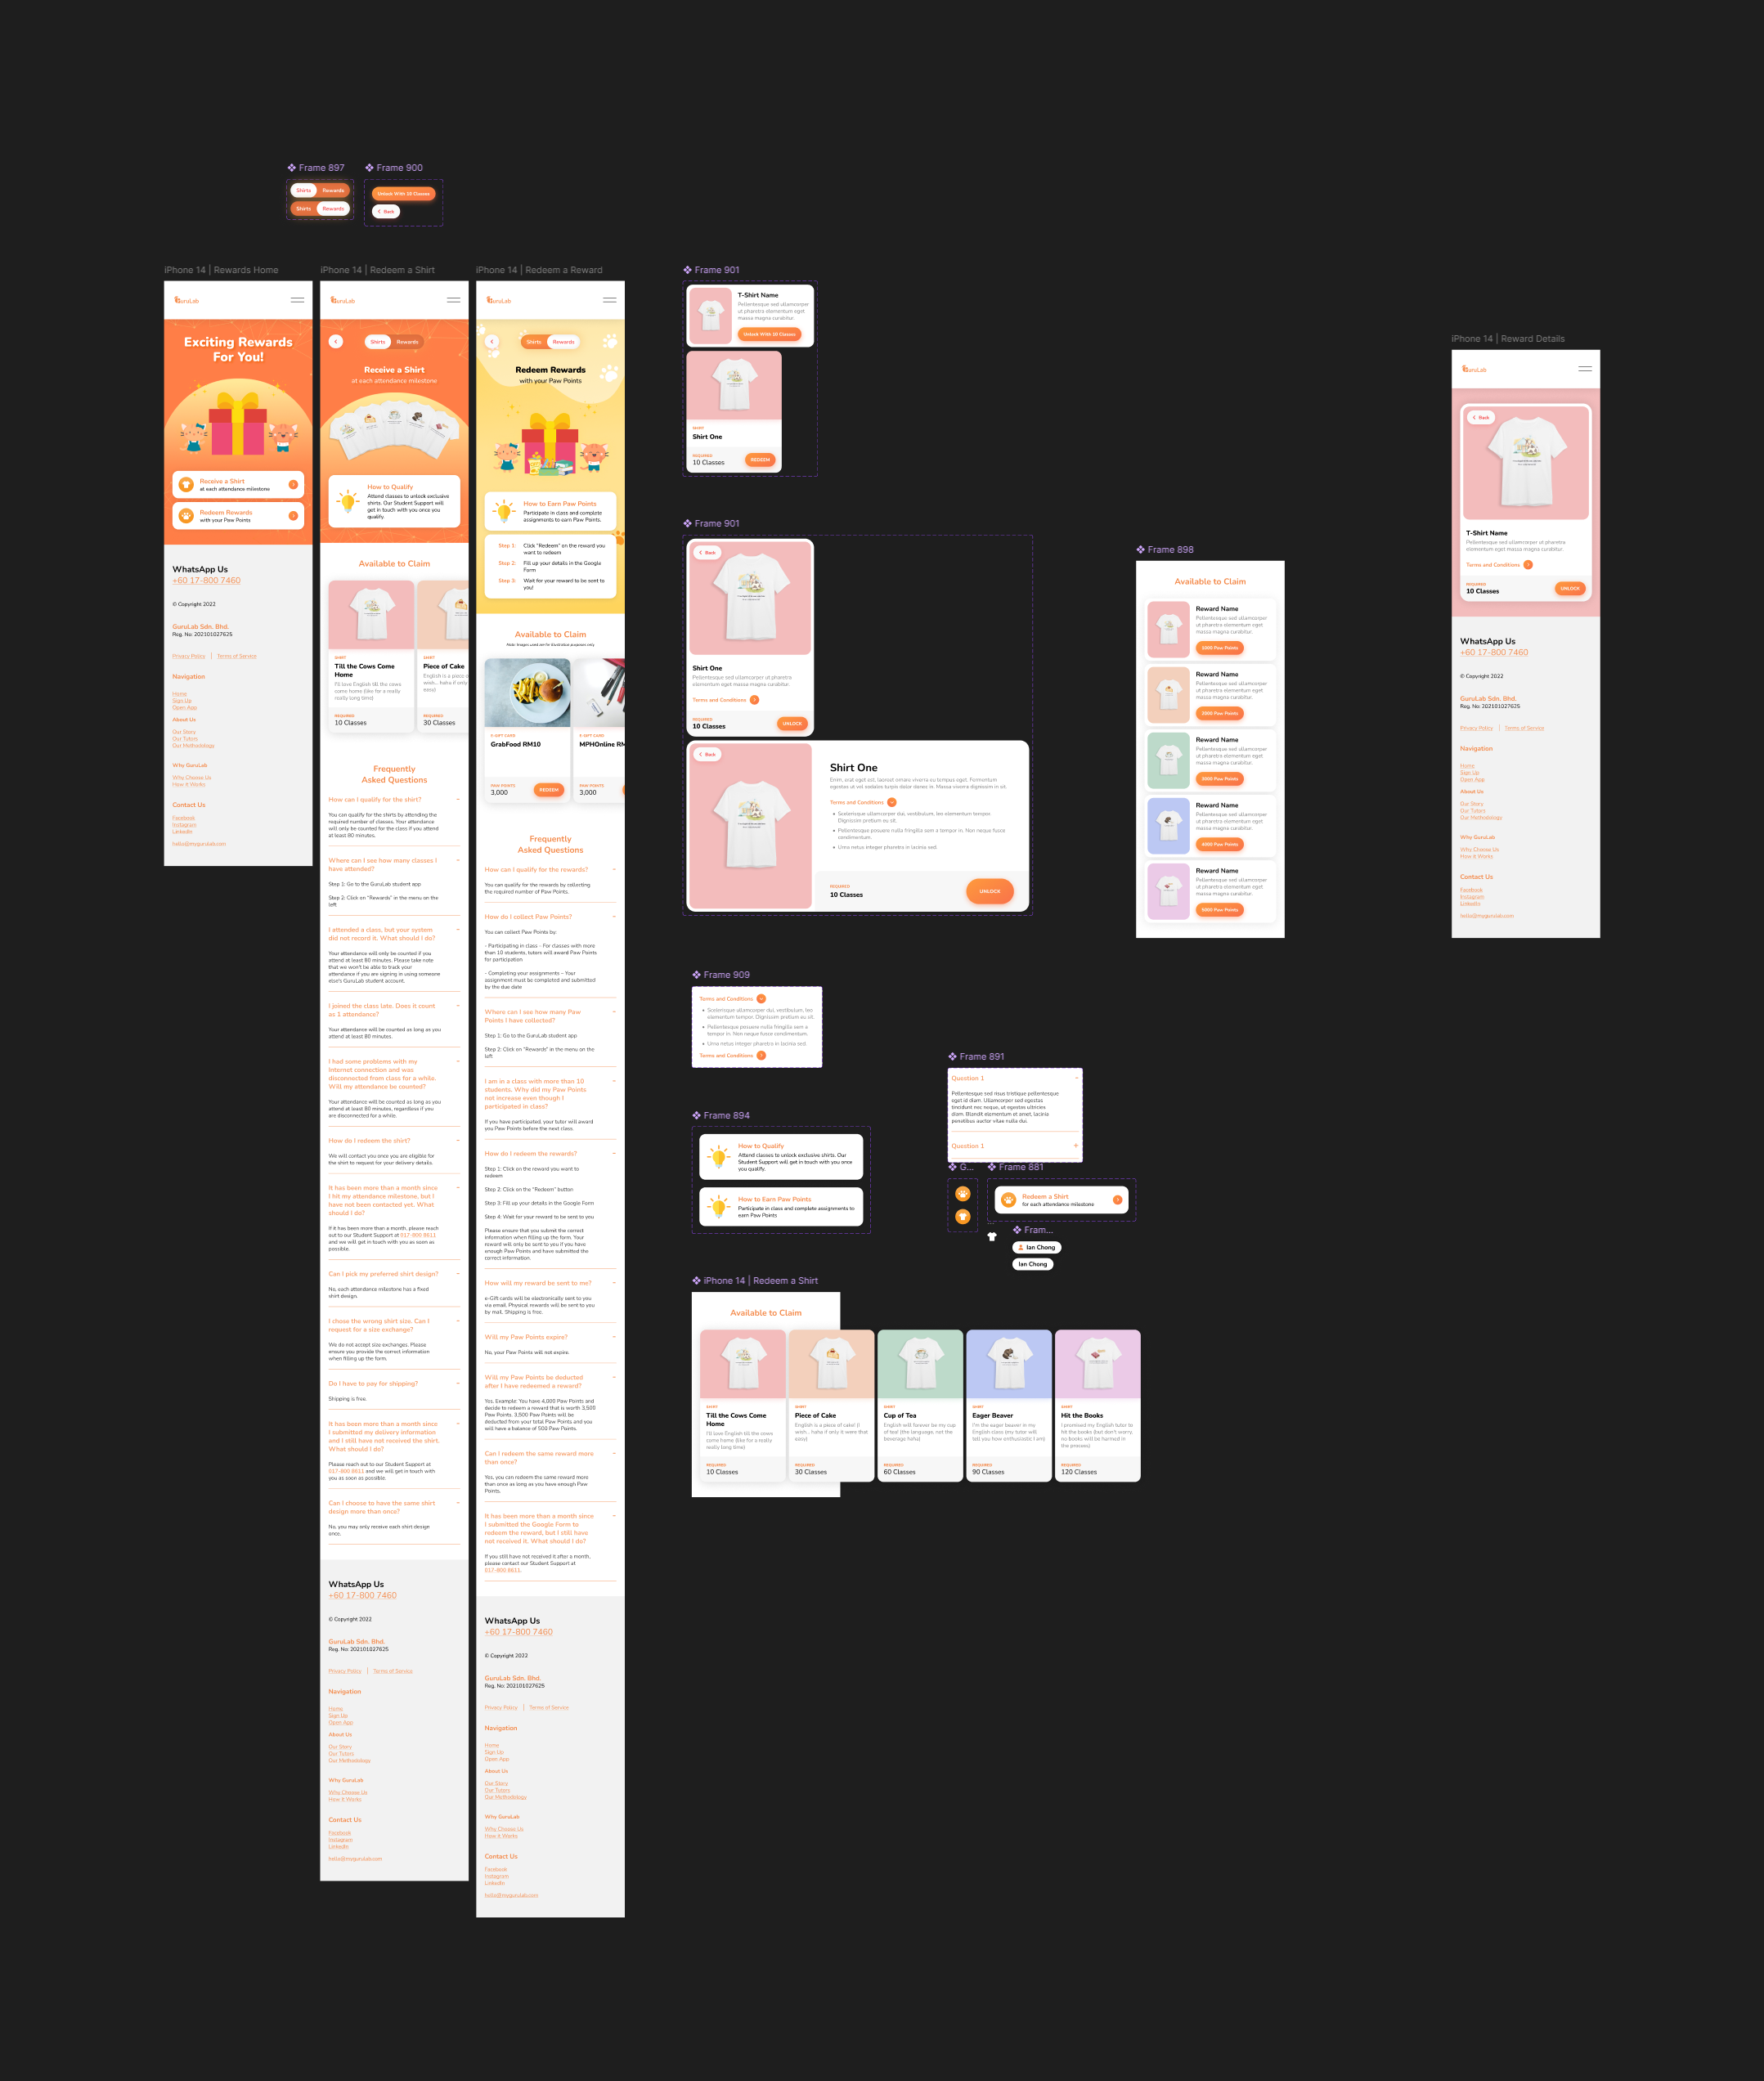 Frame 897
Shirts Rewards
Shirts Rewards
Frame 900
Unlock With 10 Classes
Back
iPhone 14 | Rewards Home
GuruLab
Exciting Rewards
For You!
Receive a Shirt
at each attendance milestone
Redeem Rewards
with your Paw Points
WhatsApp Us
+60 17-800 7460
© Copyright 2022
GuruLab Sdn. Bhd.
Reg. No: 202101027625
Privacy Policy | Terms of Service
Navigation
Home
Sign Up
Open App
About Us
Our Story
Our Tutors
Our Methodology
Why GuruLab
Why Choose Us
How It Works
Contact Us
Facebook
Instagram
LinkedIn
hello@mygurulab.com
iPhone 14 | Redeem a Shirt
GuruLab
Shirts Rewards
Receive a Shirt
at each attendance milestone
How to Qualify
Attend classes to unlock exclusive
shirts. Our Student Support will
get in touch with you once you
qualify
Available to Claim
SHIRT
Till the Cows Come
Home
I'll love English till the cows
come home (like for a really
really long time)
REQUIRED
10 Classes
SHIRT
Piece of Cake
English is a piece o
wish... haha if only
easy)
REQUIRED
30 Classes
Frequently
Asked Questions
How can I qualify for the shirt?
You can qualify for the shirts by attending the
required number of classes. Your attendance
will only be counted for the class if you attend
at least 80 minutes.
Where can I see how many classes I
have attended?
Step 1: Go to the GuruLab student app
Step 2: Click on "Rewards" in the menu on the
left
I attended a class, but your system
did not record it. What should I do?
Your attendance will only be counted if you
attend at least 80 minutes. Please take note
that we won't be able to track your
attendance if you are signing in using someone
else's GuruLab student account.
I joined the class late. Does it count
as 1 attendance?
Your attendance will be counted as long as you
attend at least 80 minutes.
I had some problems with my
Internet connection and was
disconnected from class for a while.
Will my attendance be counted?
Your attendance will be counted as long as you
attend at least 80 minutes, regardless if you
are disconnected for a while.
How do I redeem the shirt?
We will contact you once you are eligible for
the shirt to request for your delivery details.
It has been more than a month since
I hit my attendance milestone, but I
have not been contacted yet. What
should I do?
If it has been more than a month, please reach
out to our Student Support at 017-800 8611
and we will get in touch with you as soon as
possible.
Can I pick my preferred shirt design?
No, each attendance milestone has a fixed
shirt design.
I chose the wrong shirt size. Can I
request for a size exchange?
We do not accept size exchanges. Please
ensure you provide the correct information
when filling up the form.
Do I have to pay for shipping?
Shipping is free.
It has been more than a month since
I submitted my delivery information
and I still have not received the shirt.
What should I do?
Please reach out to our Student Support at
017-800 8611 and we will get in touch with
you as soon as possible.
Can I choose to have the same shirt
design more than once?
No, you may only receive each shirt design
once.
WhatsApp Us
+60 17-800 7460
© Copyright 2022
GuruLab Sdn. Bhd.
Reg. No: 202101027625
Privacy Policy | Terms of Service
Navigation
Home
Sign Up
Open App
About Us
Our Story
Our Tutors
Our Methodology
Why GuruLab
Why Choose Us
How It Works
Contact Us
Facebook
Instagram
LinkedIn
hello@mygurulab.com
iPhone 14 | Redeem a Reward
GuruLab
Shirts Rewards
Redeem Rewards
with your Paw Points
How to Earn Paw Points
Participate in class and complete
assignments to earn Paw Points.
Step 1: Click "Redeem" on the reward you
want to redeem
Step 2: Fill up your details in the Google
Form
Step 3: Wait for your reward to be sent to
you!
Available to Claim
Note: Images used are for illustrative purposes only
E-GIFT CARD
GrabFood RM10
PAW POINTS
3,000
REDEEM
E-GIFT CARD
MPHOnline RM
PAW POINTS
3,000
Frequently
Asked Questions
How can I qualify for the rewards?
You can qualify for the rewards by collecting
the required number of Paw Points.
How do I collect Paw Points?
You can collect Paw Points by:
- Participating in class - For classes with more
than 10 students, tutors will award Paw Points
for participation
- Completing your assignments - Your
assignment must be completed and submitted
by the due date
Where can I see how many Paw
Points I have collected?
Step 1: Go to the GuruLab student app
Step 2: Click on "Rewards" in the menu on the
left
I am in a class with more than 10
students. Why did my Paw Points
not increase even though I
participated in class?
If you have participated, your tutor will award
you Paw Points before the next class.
How do I redeem the rewards?
Step 1: Click on the reward you want to
redeem
Step 2: Click on the "Redeem" button
Step 3: Fill up your details in the Google Form
Step 4: Wait for your reward to be sent to you
Please ensure that you submit the correct
information when filling up the form. Your
reward will only be sent to you if you have
enough Paw Points and have submitted the
correct information.
How will my reward be sent to me?
e-Gift cards will be electronically sent to you
via email. Physical rewards will be sent to you
by mail. Shipping is free.
Will my Paw Points expire?
No, your Paw Points will not expire.
Will my Paw Points be deducted
after I have redeemed a reward?
Yes. Example: You have 4,000 Paw Points and
decide to redeem a reward that is worth 3,500
Paw Points. 3,500 Paw Points will be
deducted from your total Paw Points and you
will have a balance of 500 Paw Points.
Can I redeem the same reward more
than once?
Yes, you can redeem the same reward more
than once as long as you have enough Paw
Points.
It has been more than a month since
I submitted the Google Form to
redeem the reward, but I still have
not received it. What should I do?
If you still have not received it after a month,
please contact our Student Support at
017-800 8611.
WhatsApp Us
+60 17-800 7460
© Copyright 2022
GuruLab Sdn. Bhd.
Reg. No: 202101027625
Privacy Policy | Terms of Service
Navigation
Home
Sign Up
Open App
About Us
Our Story
Our Tutors
Our Methodology
Why GuruLab
Why Choose Us
How It Works
Contact Us
Facebook
Instagram
LinkedIn
hello@mygurulab.com
Frame 901
T-Shirt Name
Pellentesque sed ullamcorper
ut pharetra elementum eget
massa magna curabitur.
Unlock With 10 Classes
SHIRT
Shirt One
REQUIRED
10 Classes
REDEEM
Frame 901
Back
Shirt One
Pellentesque sed ullamcorper ut pharetra
elementum eget massa magna curabitur.
Terms and Conditions
REQUIRED
10 Classes
UNLOCK
Back
Shirt One
Enim, erat eget est, laoreet ornare viverra eu tempus eget. Fermentum
egestas ut vid sodales turpis dolor donec in. Massa viverra dignissim in sit.
Terms and Conditions
• Scelerisque ullamcorper dui, vestibulum, leo elementum tempor.
Dignissim pretium eu sit.
• Pellentesque posuere nulla fringilla sem a tempor in. Non neque fusce
condimentum.
• Urna netus integer pharetra in lacinia sed.
REQUIRED
10 Classes
UNLOCK
Frame 909
Terms and Conditions
• Scelerisque ullamcorper dui, vestibulum, leo
elementum tempor. Dignissim pretium eu sit.
• Pellentesque posuere nulla fringilla sem a
tempor in. Non neque fusce condimentum.
• Urna netus integer pharetra in lacinia sed.
Terms and Conditions
Frame 894
How to Qualify
Attend classes to unlock exclusive shirts. Our
Student Support will get in touch with you once
you qualify.
How to Earn Paw Points
Participate in class and complete assignments to
earn Paw Points
Frame 891
Question 1
Pellentesque sed risus tristique pellentesque
eget id diam. Ullamcorper sed egestas
tincidunt nec neque, ut egestas ultricies
diam. Blandit elementum et amet, lacinia
penatibus auctor vitae nulla dui.
Question 1
G...
Frame 881
Redeem a Shirt
for each attendance milestone
Fram...
Ian Chong
Ian Chong
iPhone 14 | Redeem a Shirt
Available to Claim
SHIRT
Till the Cows Come
Home
I'll love English till the cows
come home (like for a really
really long time)
REQUIRED
10 Classes
SHIRT
Piece of Cake
English is a piece of cake! (I
wish... haha if only it were that
easy)
REQUIRED
30 Classes
SHIRT
Cup of Tea
English will forever be my cup
of tea! (the language, not the
beverage haha)
REQUIRED
60 Classes
SHIRT
Eager Beaver
I'm the eager beaver in my
English class (my tutor will
tell you how enthusiastic I am)
REQUIRED
90 Classes
SHIRT
Hit the Books
I promised my English tutor to
hit the books (but don't worry,
no books will be harmed in
the process)
REQUIRED
120 Classes
Frame 898
Available to Claim
Reward Name
Pellentesque sed ullamcorper
ut pharetra elementum eget
massa magna curabitur.
1000 Paw Points
Reward Name
Pellentesque sed ullamcorper
ut pharetra elementum eget
massa magna curabitur.
2000 Paw Points
Reward Name
Pellentesque sed ullamcorper
ut pharetra elementum eget
massa magna curabitur.
3000 Paw Points
Reward Name
Pellentesque sed ullamcorper
ut pharetra elementum eget
massa magna curabitur.
4000 Paw Points
Reward Name
Pellentesque sed ullamcorper
ut pharetra elementum eget
massa magna curabitur.
5000 Paw Points
iPhone 14 | Reward Details
GuruLab
Back
T-Shirt Name
Pellentesque sed ullamcorper ut pharetra
elementum eget massa magna curabitur.
Terms and Conditions
REQUIRED
10 Classes
UNLOCK
WhatsApp Us
+60 17-800 7460
© Copyright 2022
GuruLab Sdn. Bhd.
Reg. No: 202101027625
Privacy Policy | Terms of Service
Navigation
Home
Sign Up
Open App
About Us
Our Story
Our Tutors
Our Methodology
Why GuruLab
Why Choose Us
How It Works
Contact Us
Facebook
Instagram
LinkedIn
hello@mygurulab.com